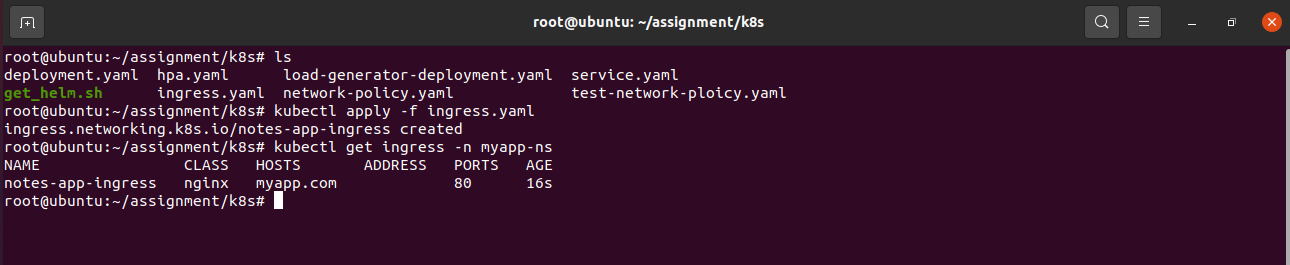 root@ubuntu: ~/assignment/k8s
root@ubuntu:~/assignment/k8s# ls
deployment.yaml  hpa.yaml      load-generator-deployment.yaml  service.yaml
get_helm.sh      ingress.yaml  network-policy.yaml             test-network-ploicy.yaml
root@ubuntu:~/assignment/k8s# kubectl apply -f ingress.yaml
ingress.networking.k8s.io/notes-app-ingress created
root@ubuntu:~/assignment/k8s# kubectl get ingress -n myapp-ns
NAME                CLASS   HOSTS       ADDRESS   PORTS   AGE
notes-app-ingress   nginx   myapp.com             80      16s
root@ubuntu:~/assignment/k8s#